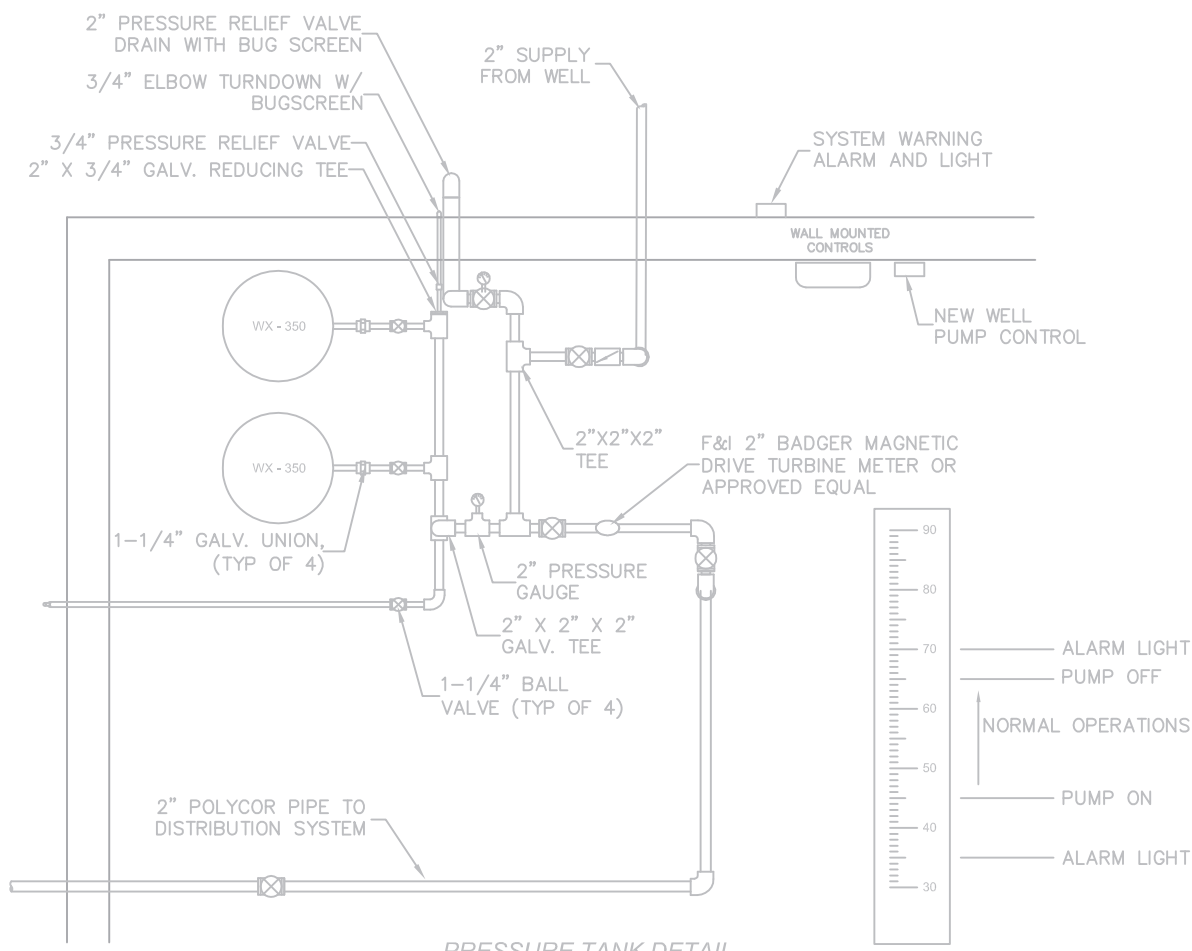 2” PRESSURE RELIEF VALVE
DRAIN WITH BUG SCREEN
3/4” ELBOW TURNDOWN W/
BUGSCREEN
3/4” PRESSURE RELIEF VALVE
2” X 3/4” GALV. REDUCING TEE
2” SUPPLY
FROM WELL
SYSTEM WARNING
ALARM AND LIGHT
WALL MOUNTED
CONTROLS
NEW WELL
PUMP CONTROL
WX - 350
WX - 350
2”X2”X2”
TEE
F&I 2” BADGER MAGNETIC
DRIVE TURBINE METER OR
APPROVED EQUAL
1-1/4” GALV. UNION,
(TYP OF 4)
2” PRESSURE
GAUGE
2” X 2” X 2”
GALV. TEE
1-1/4” BALL
VALVE (TYP OF 4)
2” POLYCOR PIPE TO
DISTRIBUTION SYSTEM
90
80
70
60
50
40
30
ALARM LIGHT
PUMP OFF
NORMAL OPERATIONS
PUMP ON
ALARM LIGHT
PRESSURE TANK DETAIL